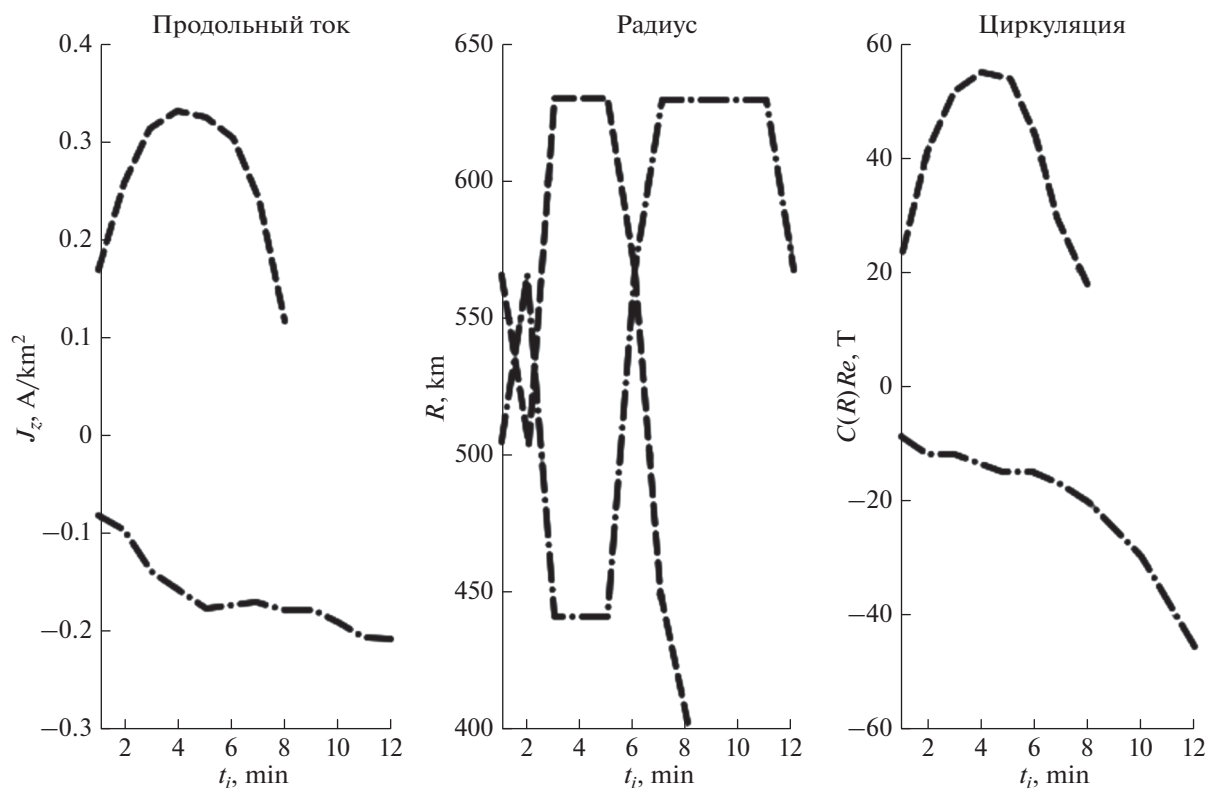 Продольный ток
0.4
0.3
0.2
0.1
0
−0.1
−0.2
−0.3
J_z, A/km²
2 4 6 8 10 12
t_i, min
Радиус
650
600
550
500
450
400
R, km
2 4 6 8 10 12
t_i, min
Циркуляция
60
40
20
0
−20
−40
−60
C(R)Re, T
2 4 6 8 10 12
t_i, min